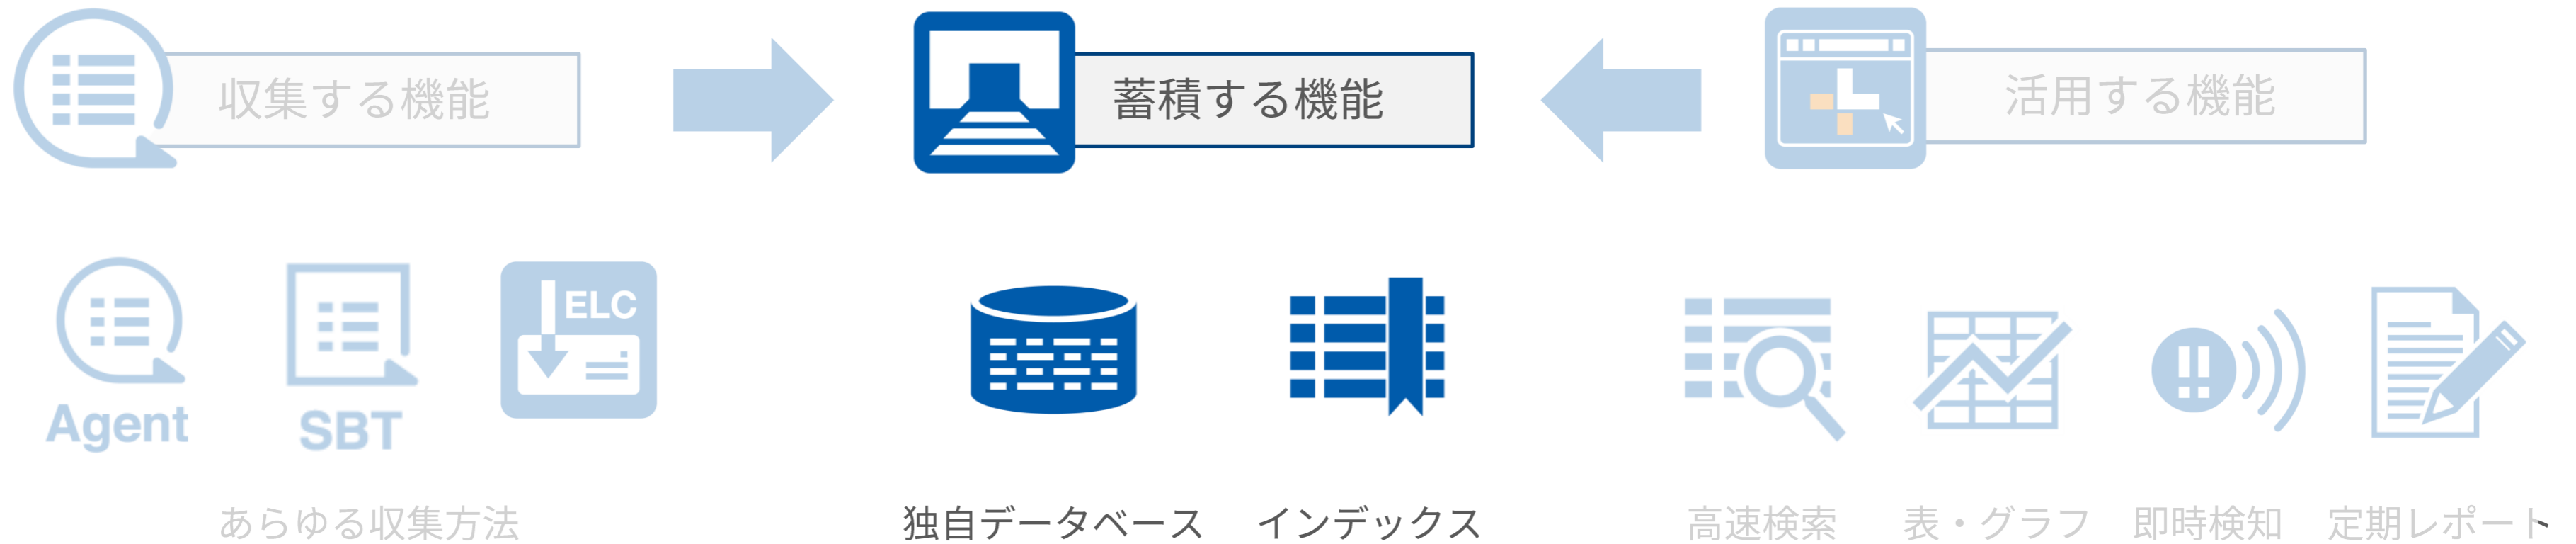 収集する機能
蓄積する機能
活用する機能
Agent
SBT
ELC
あらゆる収集方法
独自データベース
インデックス
高速検索
表・グラフ
即時検知
定期レポート